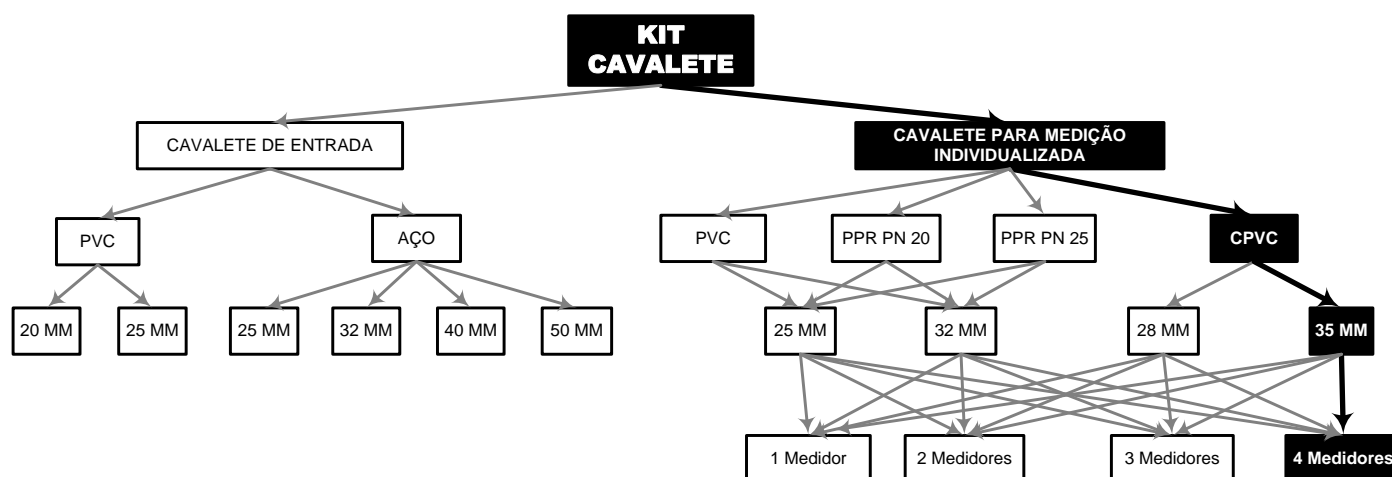 KIT
CAVALETE
CAVALETE DE ENTRADA
CAVALETE PARA MEDIÇÃO
INDIVIDUALIZADA
PVC
AÇO
PVC
PPR PN 20
PPR PN 25
CPVC
20 MM
25 MM
25 MM
32 MM
40 MM
50 MM
25 MM
32 MM
28 MM
35 MM
1 Medidor
2 Medidores
3 Medidores
4 Medidores